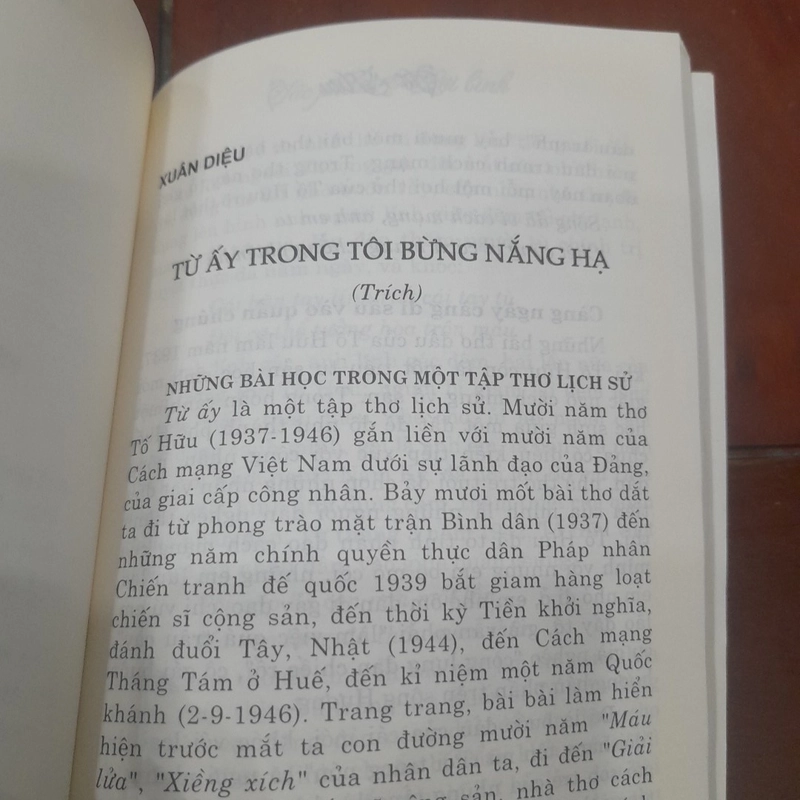 XUÂN DIỆU
TỪ ẤY TRONG TÔI BỪNG NẮNG HẠ
(Trích)
NHỮNG BÀI HỌC TRONG MỘT TẬP THƠ LỊCH SỬ
Từ ấy là một tập thơ lịch sử. Mười năm thơ
Tố Hữu (1937-1946) gắn liền với mười năm của
Cách mạng Việt Nam dưới sự lãnh đạo của Đảng,
của giai cấp công nhân. Bảy mươi mốt bài thơ dắt
ta đi từ phong trào mặt trận Bình dân (1937) đến
những năm chính quyền thực dân Pháp nhân
Chiến tranh đế quốc 1939 bắt giam hàng loạt
chiến sĩ cộng sản, đến thời kỳ Tiền khởi nghĩa,
đánh đuổi Tây, Nhật (1944), đến Cách mạng
Tháng Tám ở Huế, đến kỉ niệm một năm Quốc
khánh (2-9-1946). Trang trang, bài bài làm hiển
hiện trước mắt ta con đường mười năm "Máu
lửa", "Xiềng xích" của nhân dân ta, đi đến "Giải
sản, nhà thơ cách